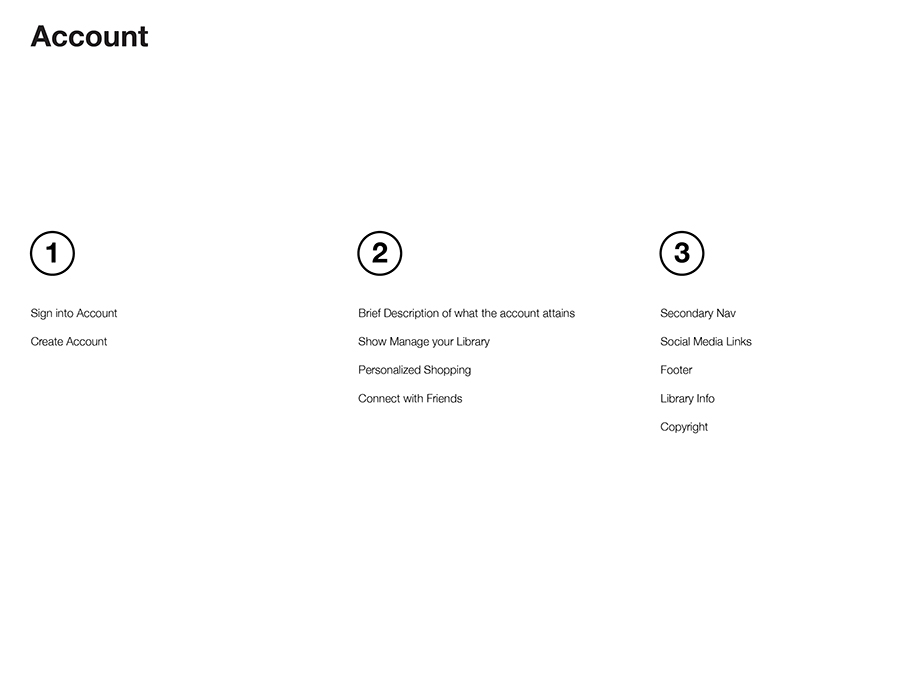 Account
1
Sign into Account
Create Account
2
Brief Description of what the account attains
Show Manage your Library
Personalized Shopping
Connect with Friends
3
Secondary Nav
Social Media Links
Footer
Library Info
Copyright